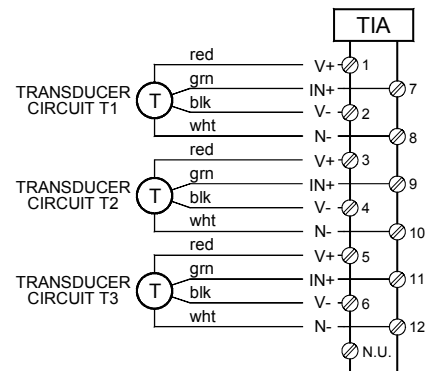 TIA
red
V+ 1
grn
IN+ 7
TRANSDUCER
CIRCUIT T1
T
blk
V- 2
wht
N- 8
red
V+ 3
grn
IN+ 9
TRANSDUCER
CIRCUIT T2
T
blk
V- 4
wht
N- 10
red
V+ 5
grn
IN+ 11
TRANSDUCER
CIRCUIT T3
T
blk
V- 6
wht
N- 12
N.U.